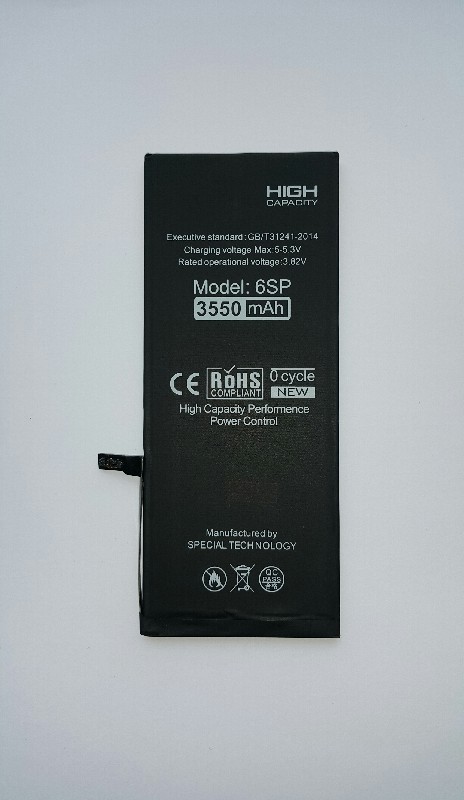 HIGH
CAPACITY
Executive standard:GB/T31241-2014
Charging voltage Max:5-5.3V
Rated operational voltage:3.82V
Model: 6SP
3550 mAh
CE RoHS COMPLIANT 0 cycle NEW
High Capacity Performence
Power Control
Manufactured by
SPECIAL TECHNOLOGY
QC
PASS